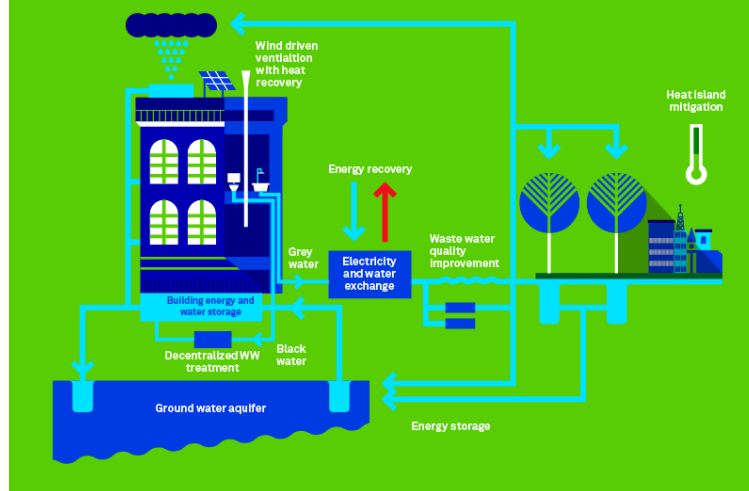 Wind driven
ventialtion
with heat
recovery
Heat island
mitigation
Energy recovery
Grey
water
Electricity
and water
exchange
Waste water
quality
improvement
Building energy and
water storage
Decentralized WW
treatment
Black
water
Ground water aquifer
Energy storage